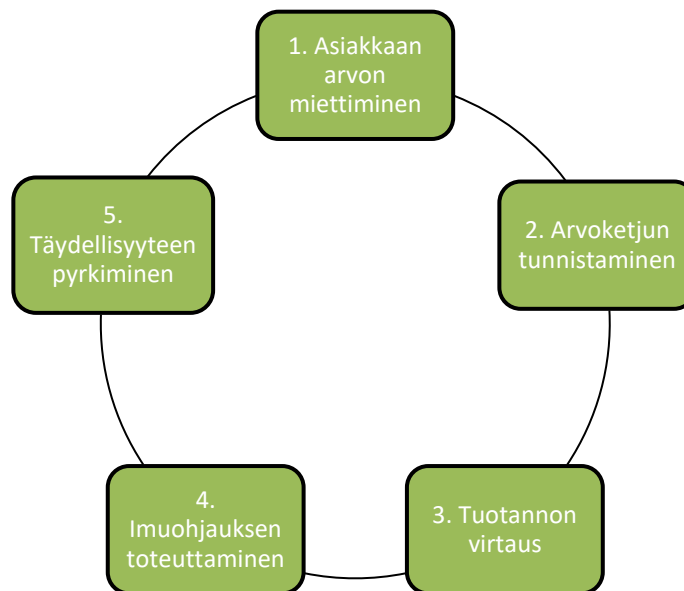 1. Asiakkaan
arvon
miettiminen
2. Arvoketjun
tunnistaminen
3. Tuotannon
virtaus
4.
Imuohjauksen
toteuttaminen
5.
Täydellisyyteen
pyrkiminen